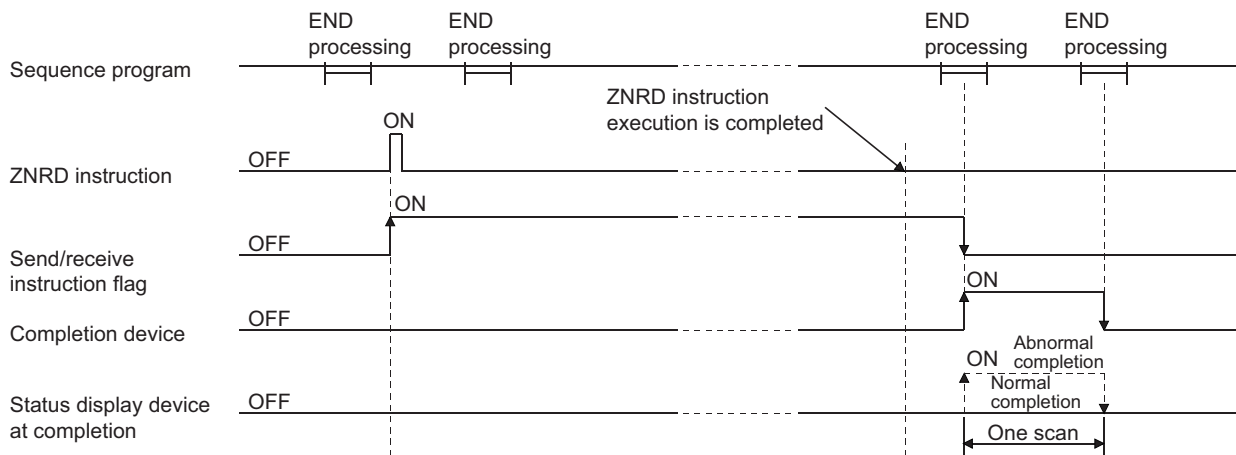 END
processing
END
processing
END
processing
END
processing
Sequence program
ZNRD instruction
execution is completed
ON
OFF
ZNRD instruction
ON
OFF
Send/receive
instruction flag
ON
OFF
Completion device
ON
Abnormal
completion
Normal
completion
OFF
Status display device
at completion
One scan